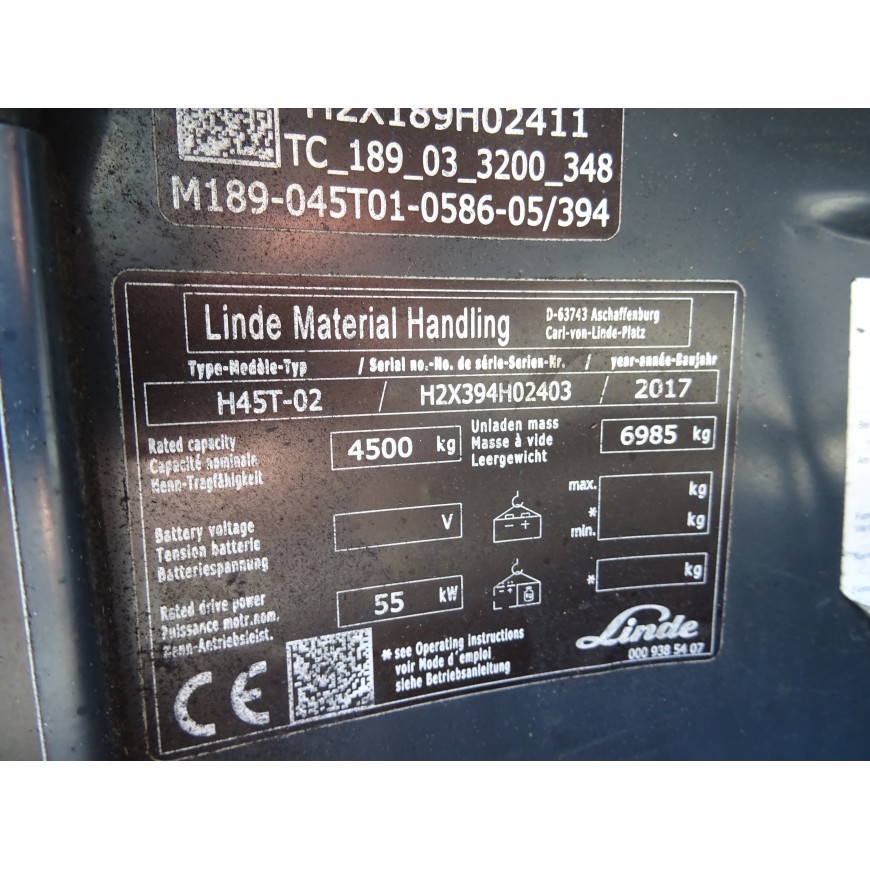 H2X189H02411
TC_189_03_3200_348
M189-045T01-0586-05/394
Linde Material Handling
D-63743 Aschaffenburg
Carl-von-Linde-Platz
Type-Modèle-Typ / Serial no.-No. de série-Serien-Nr. / year-année-Baujahr
H45T-02 / H2X394H02403 / 2017
Rated capacity
Capacité nominale
Nenn-Tragfähigkeit
4500 kg
Unladen mass
Masse à vide
Leergewicht
6985 kg
Battery voltage
Tension batterie
Batteriespannung
V
max. kg
*
min. kg
Rated drive power
Puissance motr.nom.
Nenn-Antriebsleist.
55 kW
* kg
* see Operating instructions
voir Mode d'emploi
siehe Betriebsanleitung
Linde
000 938 54 07
CE